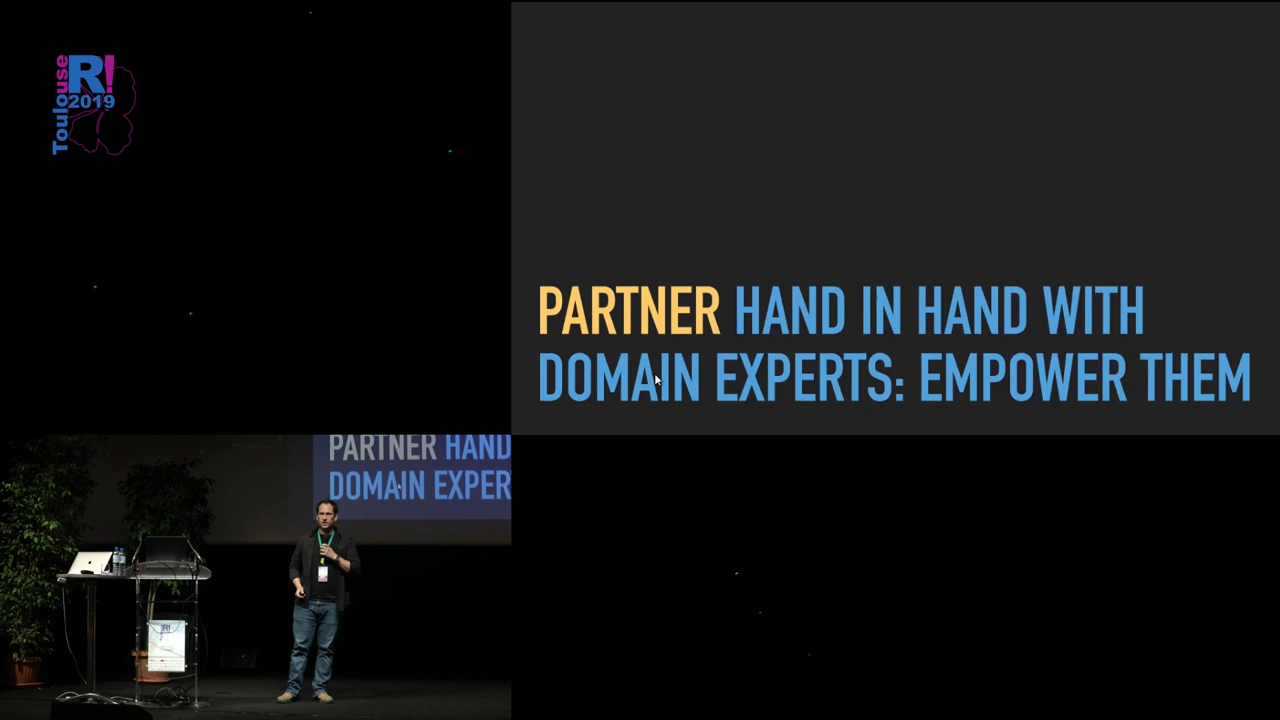 Toulouse
R!
2019
PARTNER HAND IN HAND WITH
DOMAIN EXPERTS: EMPOWER THEM
PARTNER HAND
DOMAIN EXPER
R!